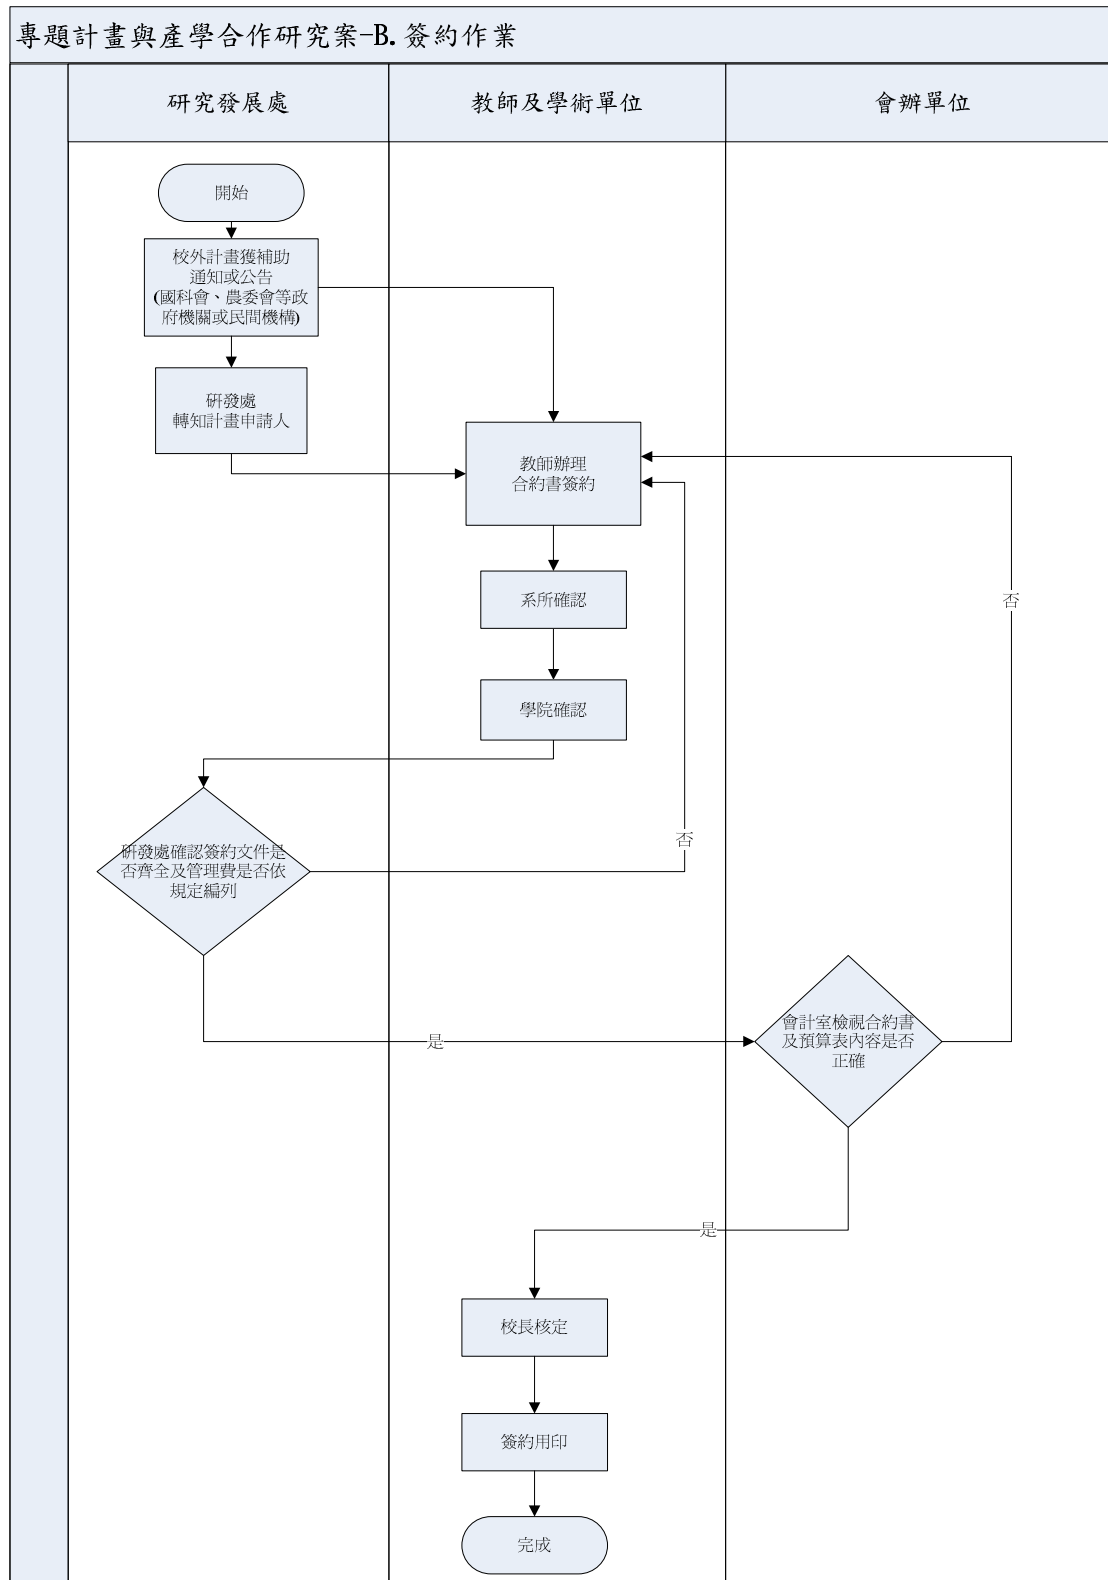 專題計畫與產學合作研究案-B. 簽約作業
研究發展處
教師及學術單位
會辦單位
開始
校外計畫獲補助
通知或公告
(國科會、農委會等政
府機關或民間機構)
研發處
轉知計畫申請人
教師辦理
合約書簽約
系所確認
學院確認
否
否
研發處確認簽約文件是
否齊全及管理費是否依
規定編列
是
會計室檢視合約書
及預算表內容是否
正確
是
校長核定
簽約用印
完成